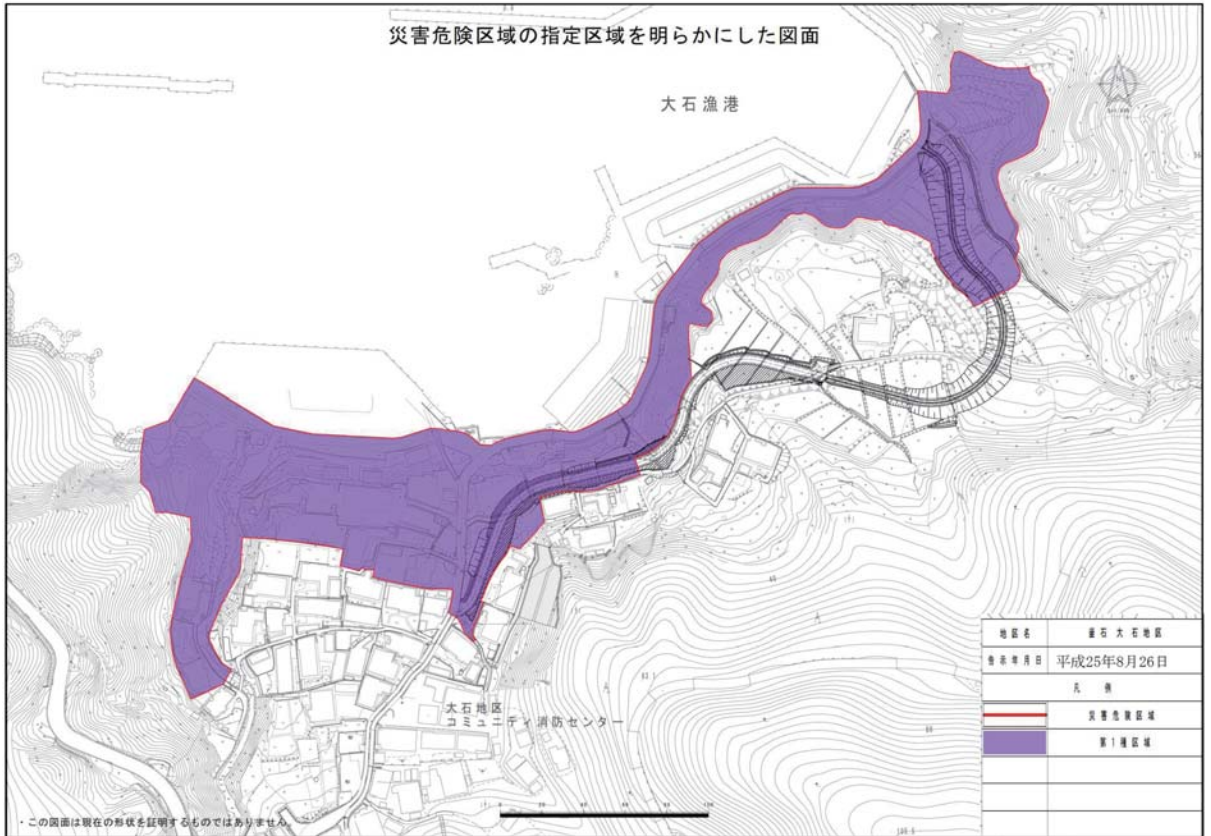 災害危険区域の指定区域を明らかにした図面
大石漁港
大石地区
コミュニティ消防センター
地区名 釜石 大石地区
告示年月日 平成25年8月26日
凡 例
災害危険区域
第1種区域
・この図面は現在の形状を証明するものではありません。